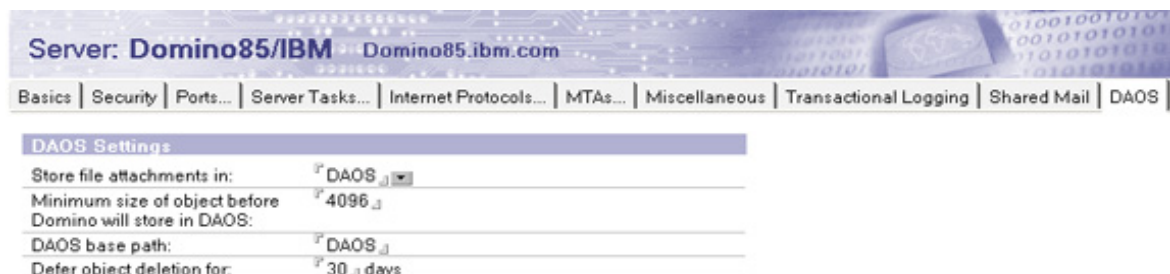 Server: Domino85/IBM Domino85.ibm.com
Basics | Security | Ports... | Server Tasks... | Internet Protocols... | MTAs... | Miscellaneous | Transactional Logging | Shared Mail | DAOS
DAOS Settings
Store file attachments in: DAOS
Minimum size of object before 4096
Domino will store in DAOS:
DAOS base path: DAOS
Defer object deletion for: 30 days